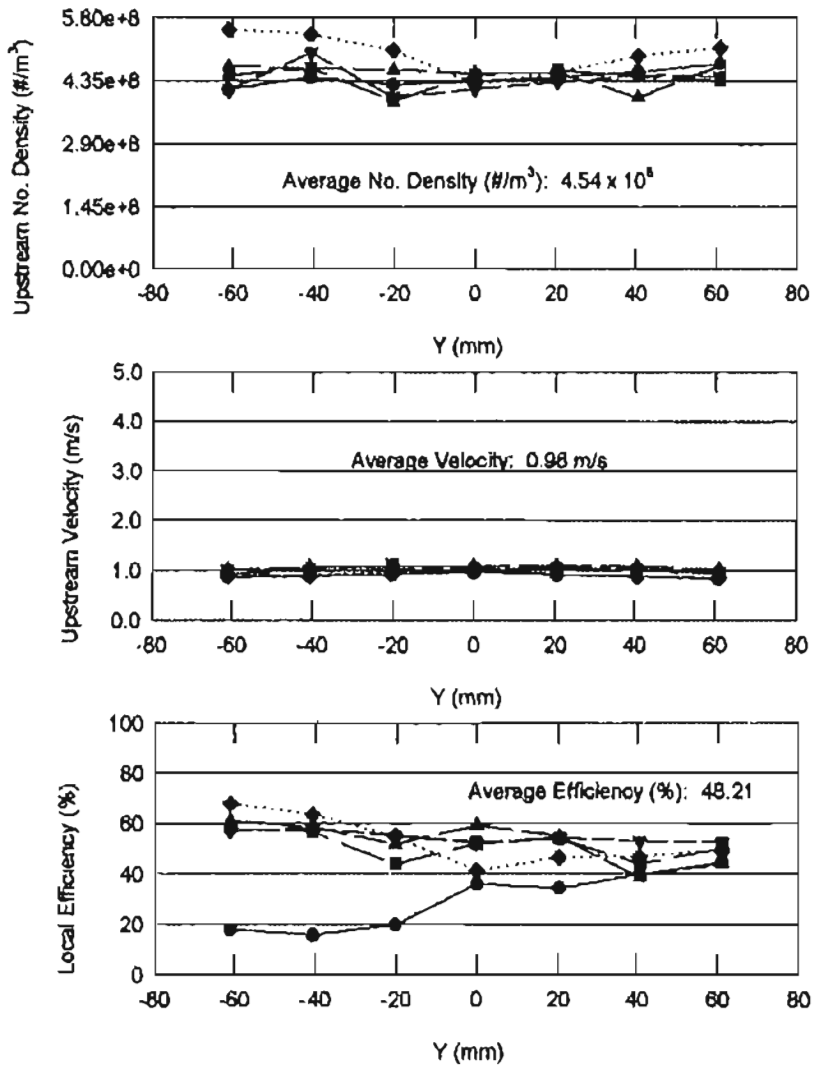 Upstream No. Density (#/m³)
5.80e+8
4.35e+8
2.90e+8
1.45e+8
0.00e+0
Average No. Density (#/m³): 4.54 x 10⁸
-80 -60 -40 -20 0 20 40 60 80
Y (mm)
Upstream Velocity (m/s)
5.0
4.0
3.0
2.0
1.0
0.0
Average Velocity: 0.96 m/s
-80 -60 -40 -20 0 20 40 60 80
Y (mm)
Local Efficiency (%)
100
80
60
40
20
0
Average Efficiency (%): 48.21
-80 -60 -40 -20 0 20 40 60 80
Y (mm)